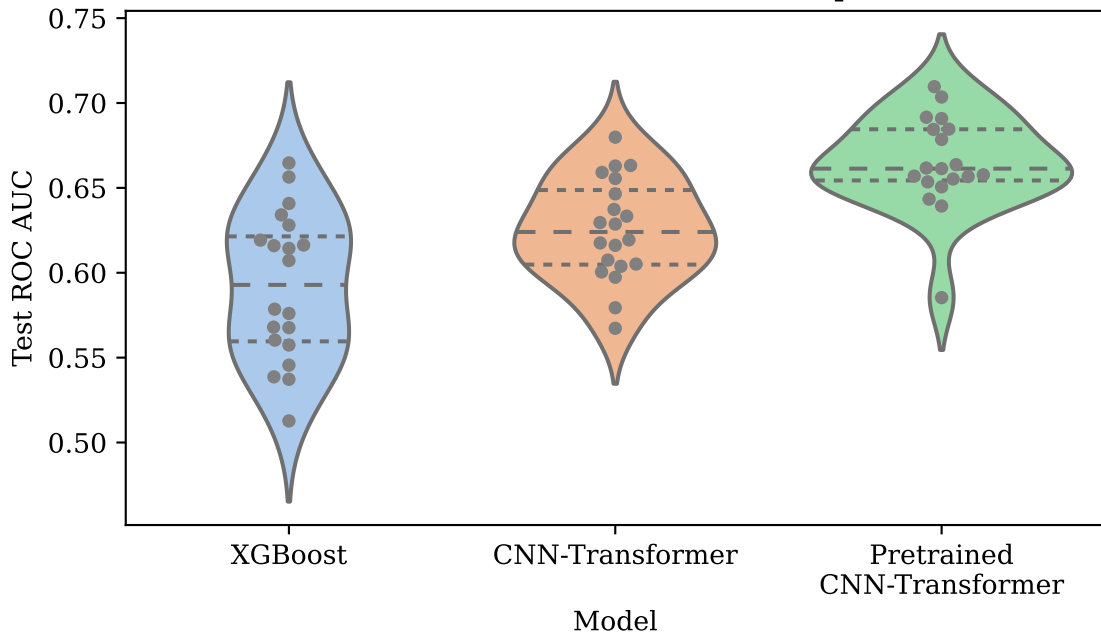 0.75
0.70
0.65
0.60
0.55
0.50
Test ROC AUC
XGBoost
CNN-Transformer
Pretrained
CNN-Transformer
Model